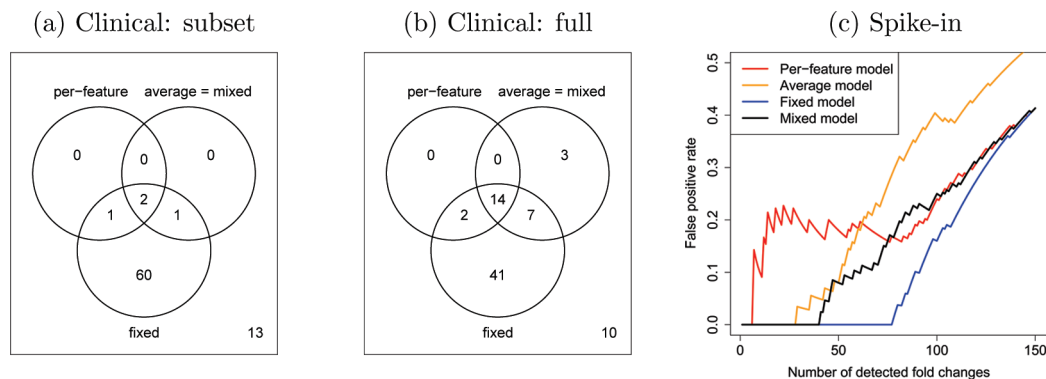 (a) Clinical: subset
per−feature average = mixed
0
0
0
2
1
1
60
fixed
13
(b) Clinical: full
per−feature average = mixed
0
0
3
14
2
7
41
fixed
10
(c) Spike-in
Per−feature model
Average model
Fixed model
Mixed model
False positive rate
0.5
0.4
0.3
0.2
0.1
0.0
0 50 100 150
Number of detected fold changes